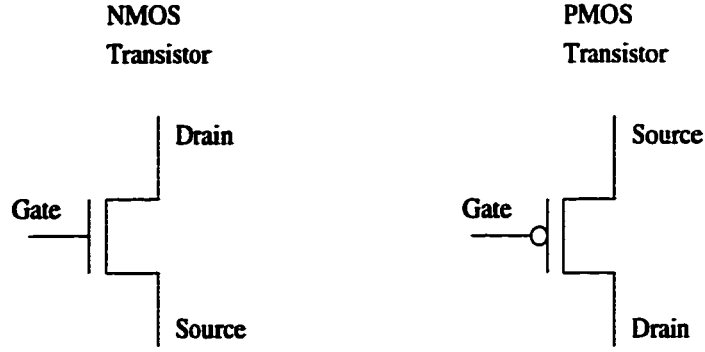 NMOS
Transistor
Drain
Gate
Source
PMOS
Transistor
Source
Gate
Drain